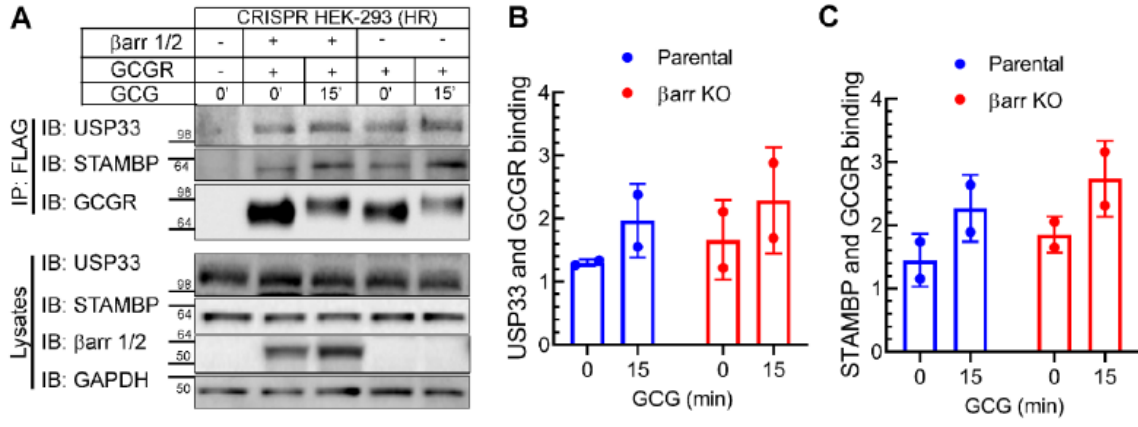 A
CRISPR HEK-293 (HR)
βarr 1/2 - + + - -
GCGR - + + + +
GCG 0' 0' 15' 0' 15'
IP: FLAG
IB: USP33 98
IB: STAMBP 64
IB: GCGR 98
64
Lysates
IB: USP33 98
IB: STAMBP 64
IB: βarr 1/2 64
50
IB: GAPDH 50
B
Parental
βarr KO
USP33 and GCGR binding
4
3
2
1
0
0 15 0 15
GCG (min)
C
Parental
βarr KO
STAMBP and GCGR binding
4
3
2
1
0
0 15 0 15
GCG (min)